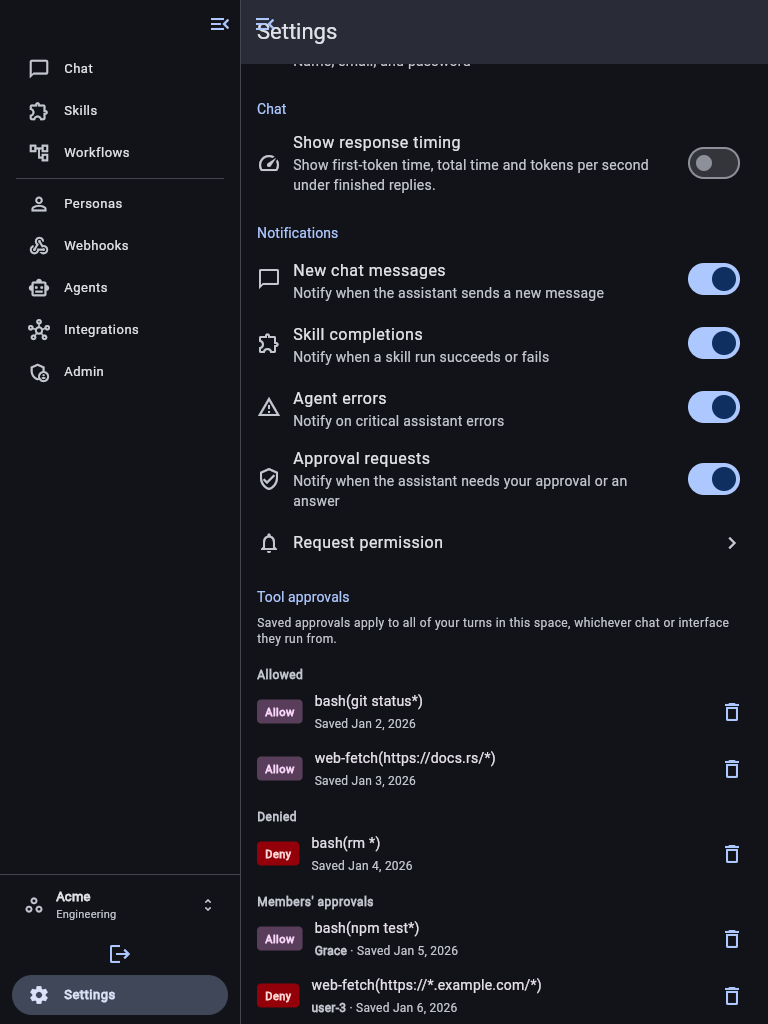 Settings
Chat
Skills
Workflows
Personas
Webhooks
Agents
Integrations
Admin
Acme
Engineering
Settings
Name, email, and password
Chat
Show response timing
Show first-token time, total time and tokens per second
under finished replies.
Notifications
New chat messages
Notify when the assistant sends a new message
Skill completions
Notify when a skill run succeeds or fails
Agent errors
Notify on critical assistant errors
Approval requests
Notify when the assistant needs your approval or an
answer
Request permission
Tool approvals
Saved approvals apply to all of your turns in this space, whichever chat or interface
they run from.
Allowed
Allow
bash(git status*)
Saved Jan 2, 2026
Allow
web-fetch(https://docs.rs/*)
Saved Jan 3, 2026
Denied
Deny
bash(rm *)
Saved Jan 4, 2026
Members' approvals
Allow
bash(npm test*)
Grace · Saved Jan 5, 2026
Deny
web-fetch(https://*.example.com/*)
user-3 · Saved Jan 6, 2026